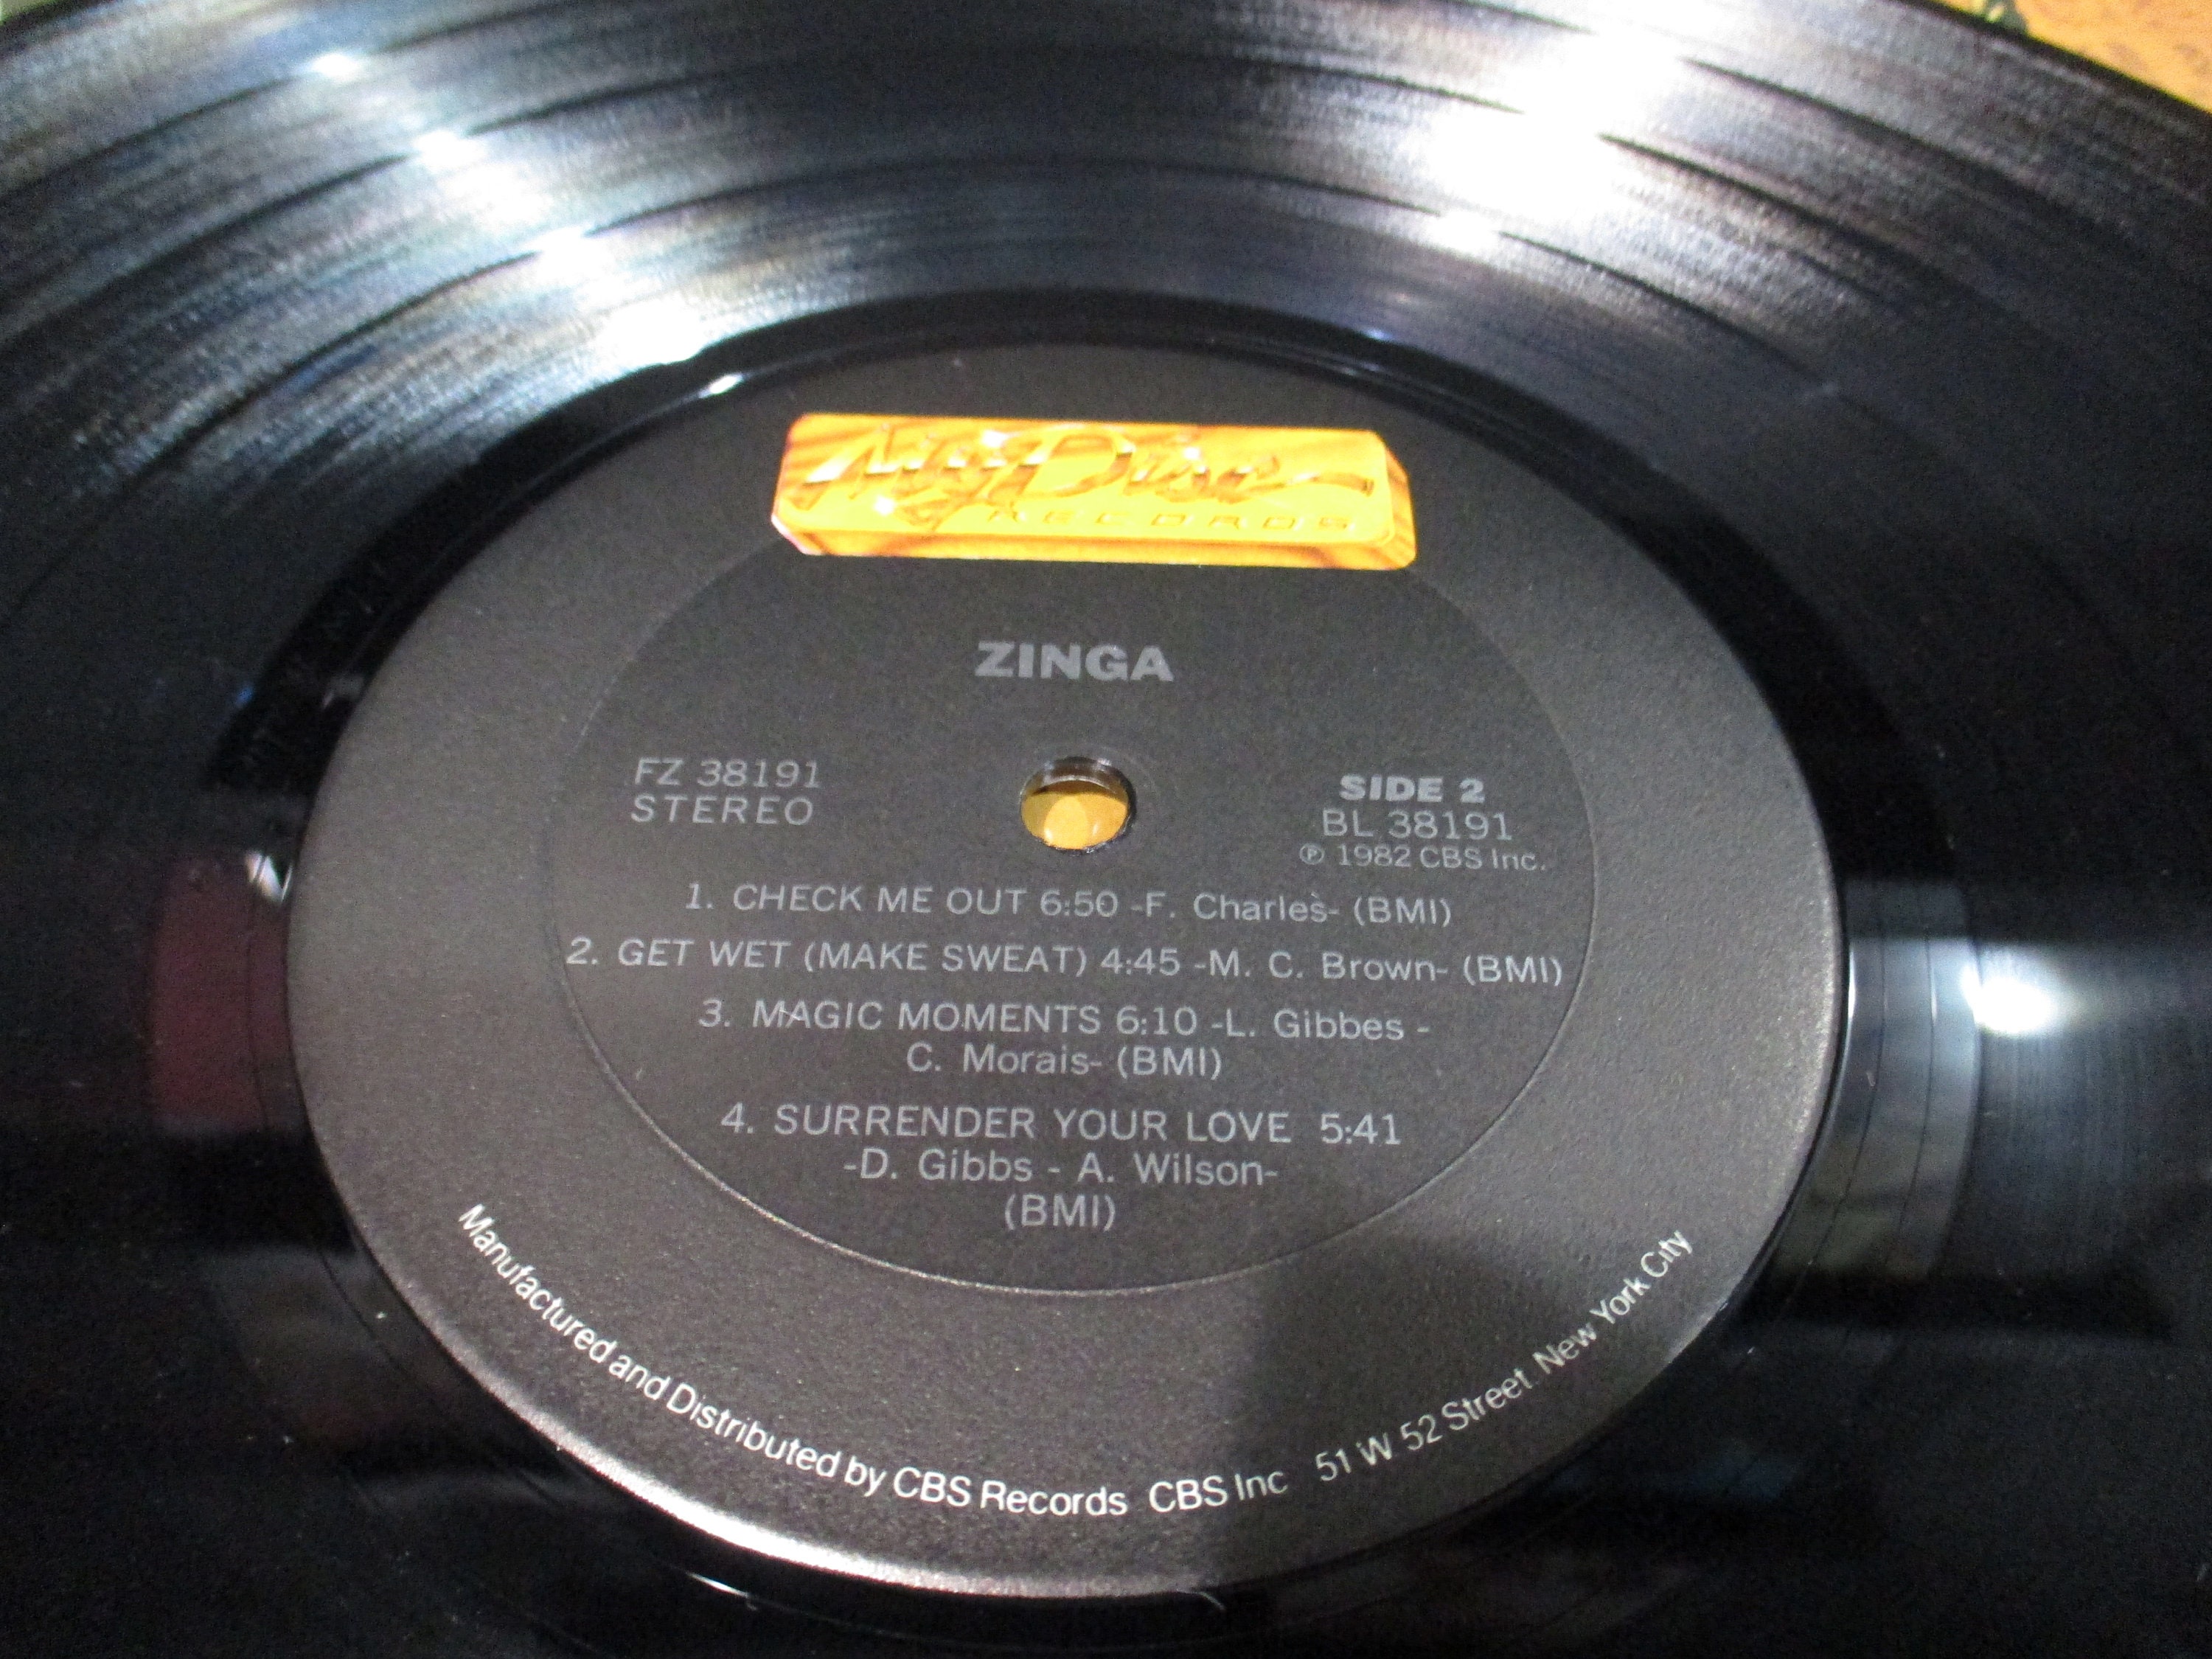 MyDisc
RECORDS
ZINGA
FZ 38191
STEREO
SIDE 2
BL 38191
℗ 1982 CBS Inc.
1. CHECK ME OUT 6:50 -F. Charles- (BMI)
2. GET WET (MAKE SWEAT) 4:45 -M. C. Brown- (BMI)
3. MAGIC MOMENTS 6:10 -L. Gibbes -
C. Morais- (BMI)
4. SURRENDER YOUR LOVE 5:41
-D. Gibbs - A. Wilson-
(BMI)
Manufactured and Distributed by CBS Records CBS Inc 51 W 52 Street New York City